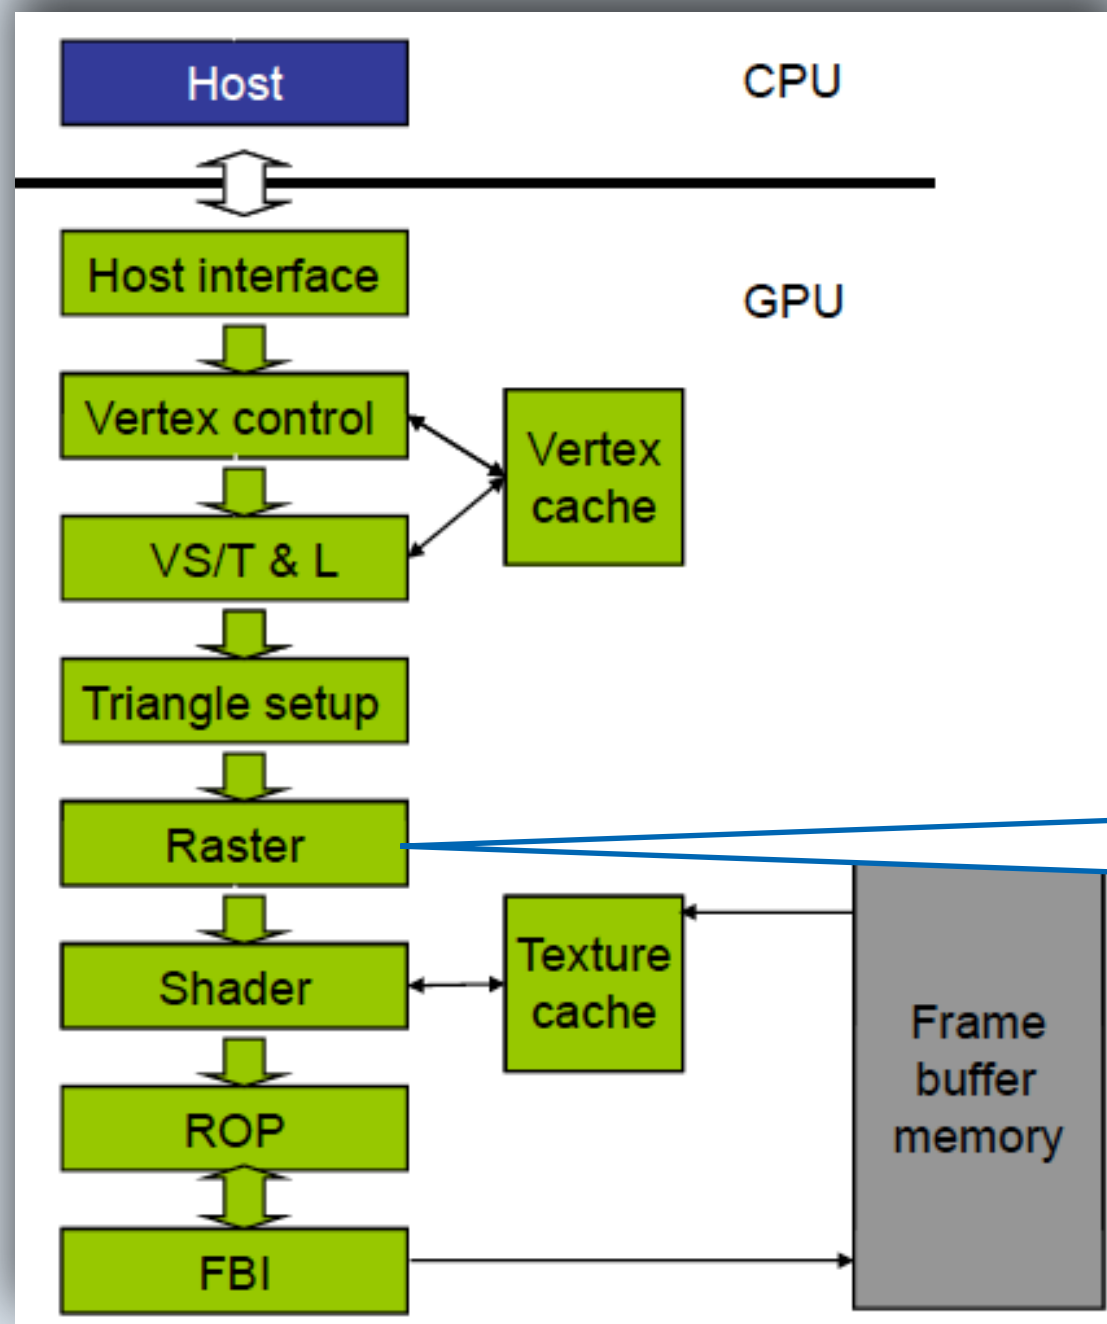 Host
CPU
Host interface
GPU
Vertex control
Vertex
cache
VS/T & L
Triangle setup
Raster
Shader
Texture
cache
Frame
buffer
memory
ROP
FBI